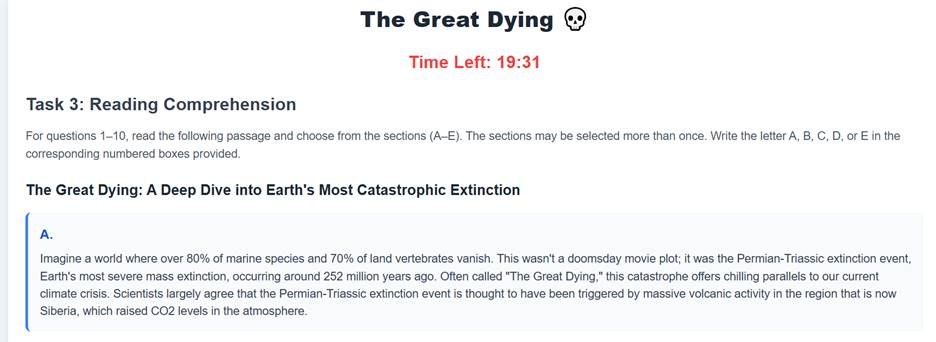 The Great Dying 💀
Time Left: 19:31
Task 3: Reading Comprehension
For questions 1–10, read the following passage and choose from the sections (A–E). The sections may be selected more than once. Write the letter A, B, C, D, or E in the
corresponding numbered boxes provided.
The Great Dying: A Deep Dive into Earth's Most Catastrophic Extinction
A.
Imagine a world where over 80% of marine species and 70% of land vertebrates vanish. This wasn't a doomsday movie plot; it was the Permian-Triassic extinction event,
Earth's most severe mass extinction, occurring around 252 million years ago. Often called "The Great Dying," this catastrophe offers chilling parallels to our current
climate crisis. Scientists largely agree that the Permian-Triassic extinction event is thought to have been triggered by massive volcanic activity in the region that is now
Siberia, which raised CO2 levels in the atmosphere.